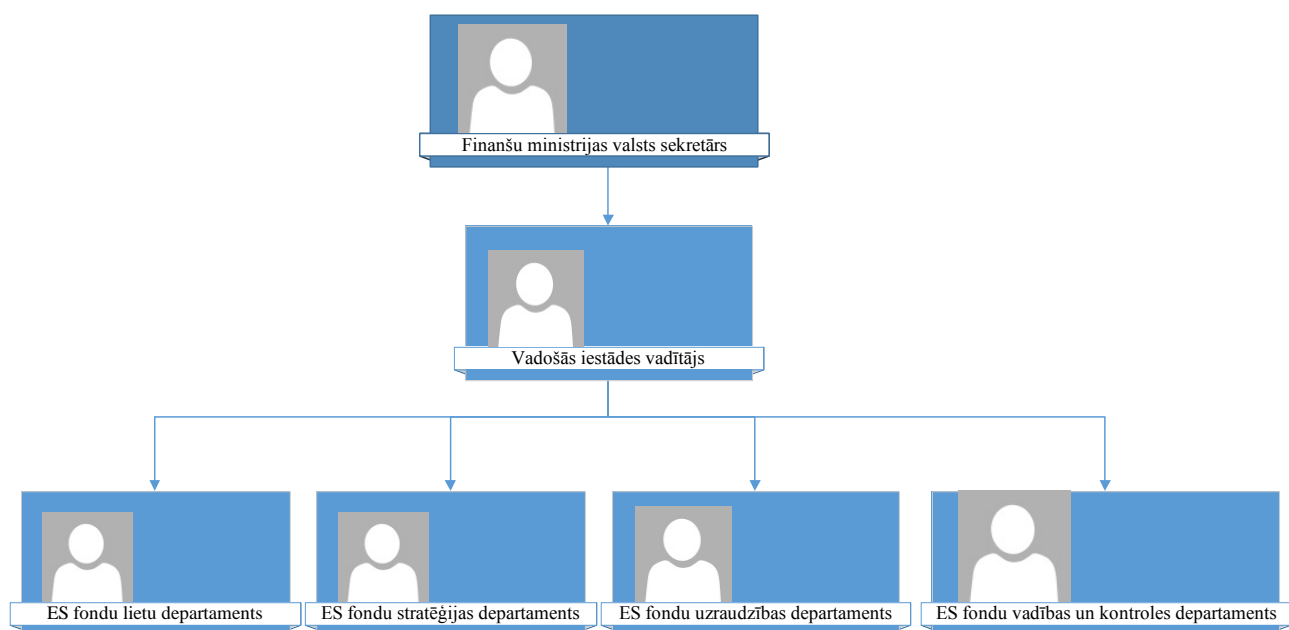 Finanšu ministrijas valsts sekretārs
Vadošās iestādes vadītājs
ES fondu lietu departaments
ES fondu stratēģijas departaments
ES fondu uzraudzības departaments
ES fondu vadības un kontroles departaments